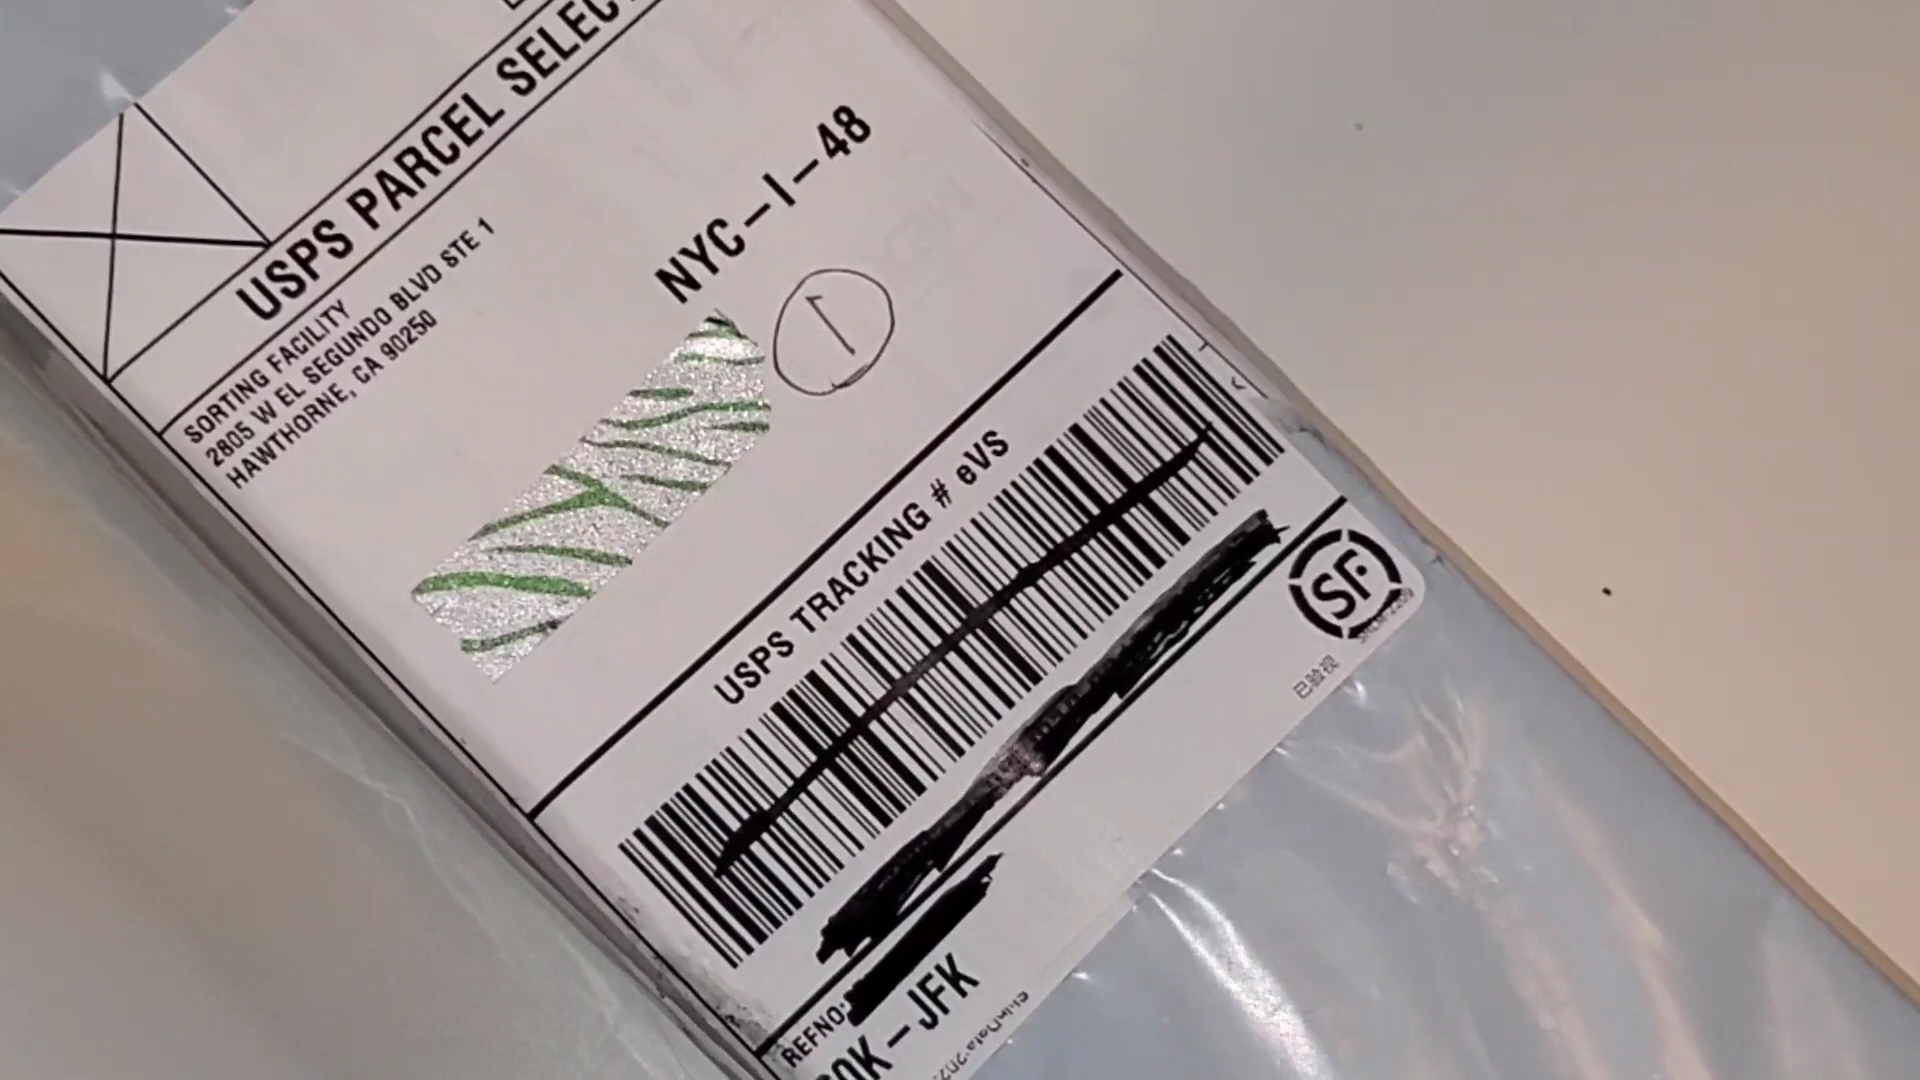 USPS PARCEL SELECT
SORTING FACILITY
2805 W EL SEGUNDO BLVD STE 1
HAWTHORNE, CA 90250
NYC-I-48
1
USPS TRACKING # eVS
SF
已验视
REFNO:
-JFK